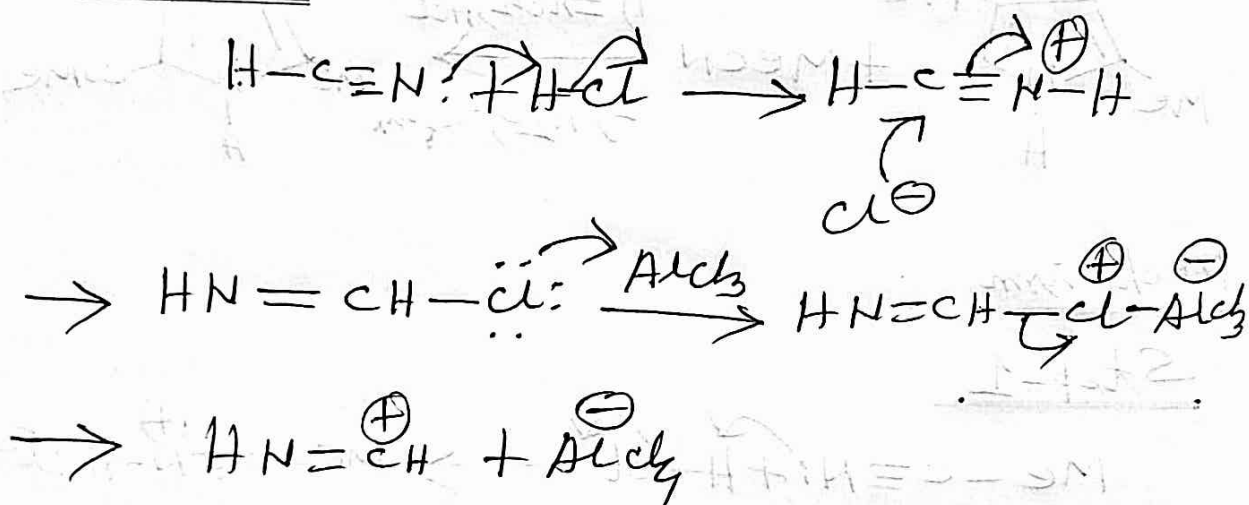 H-C≡N: + H-Cl → H-C≡N⊕-H
Cl⊖
→ HN=CH-Cl: AlCl3 → HN=CH-Cl⊕-AlCl3⊖
→ HN=CH⊕ + AlCl4⊖